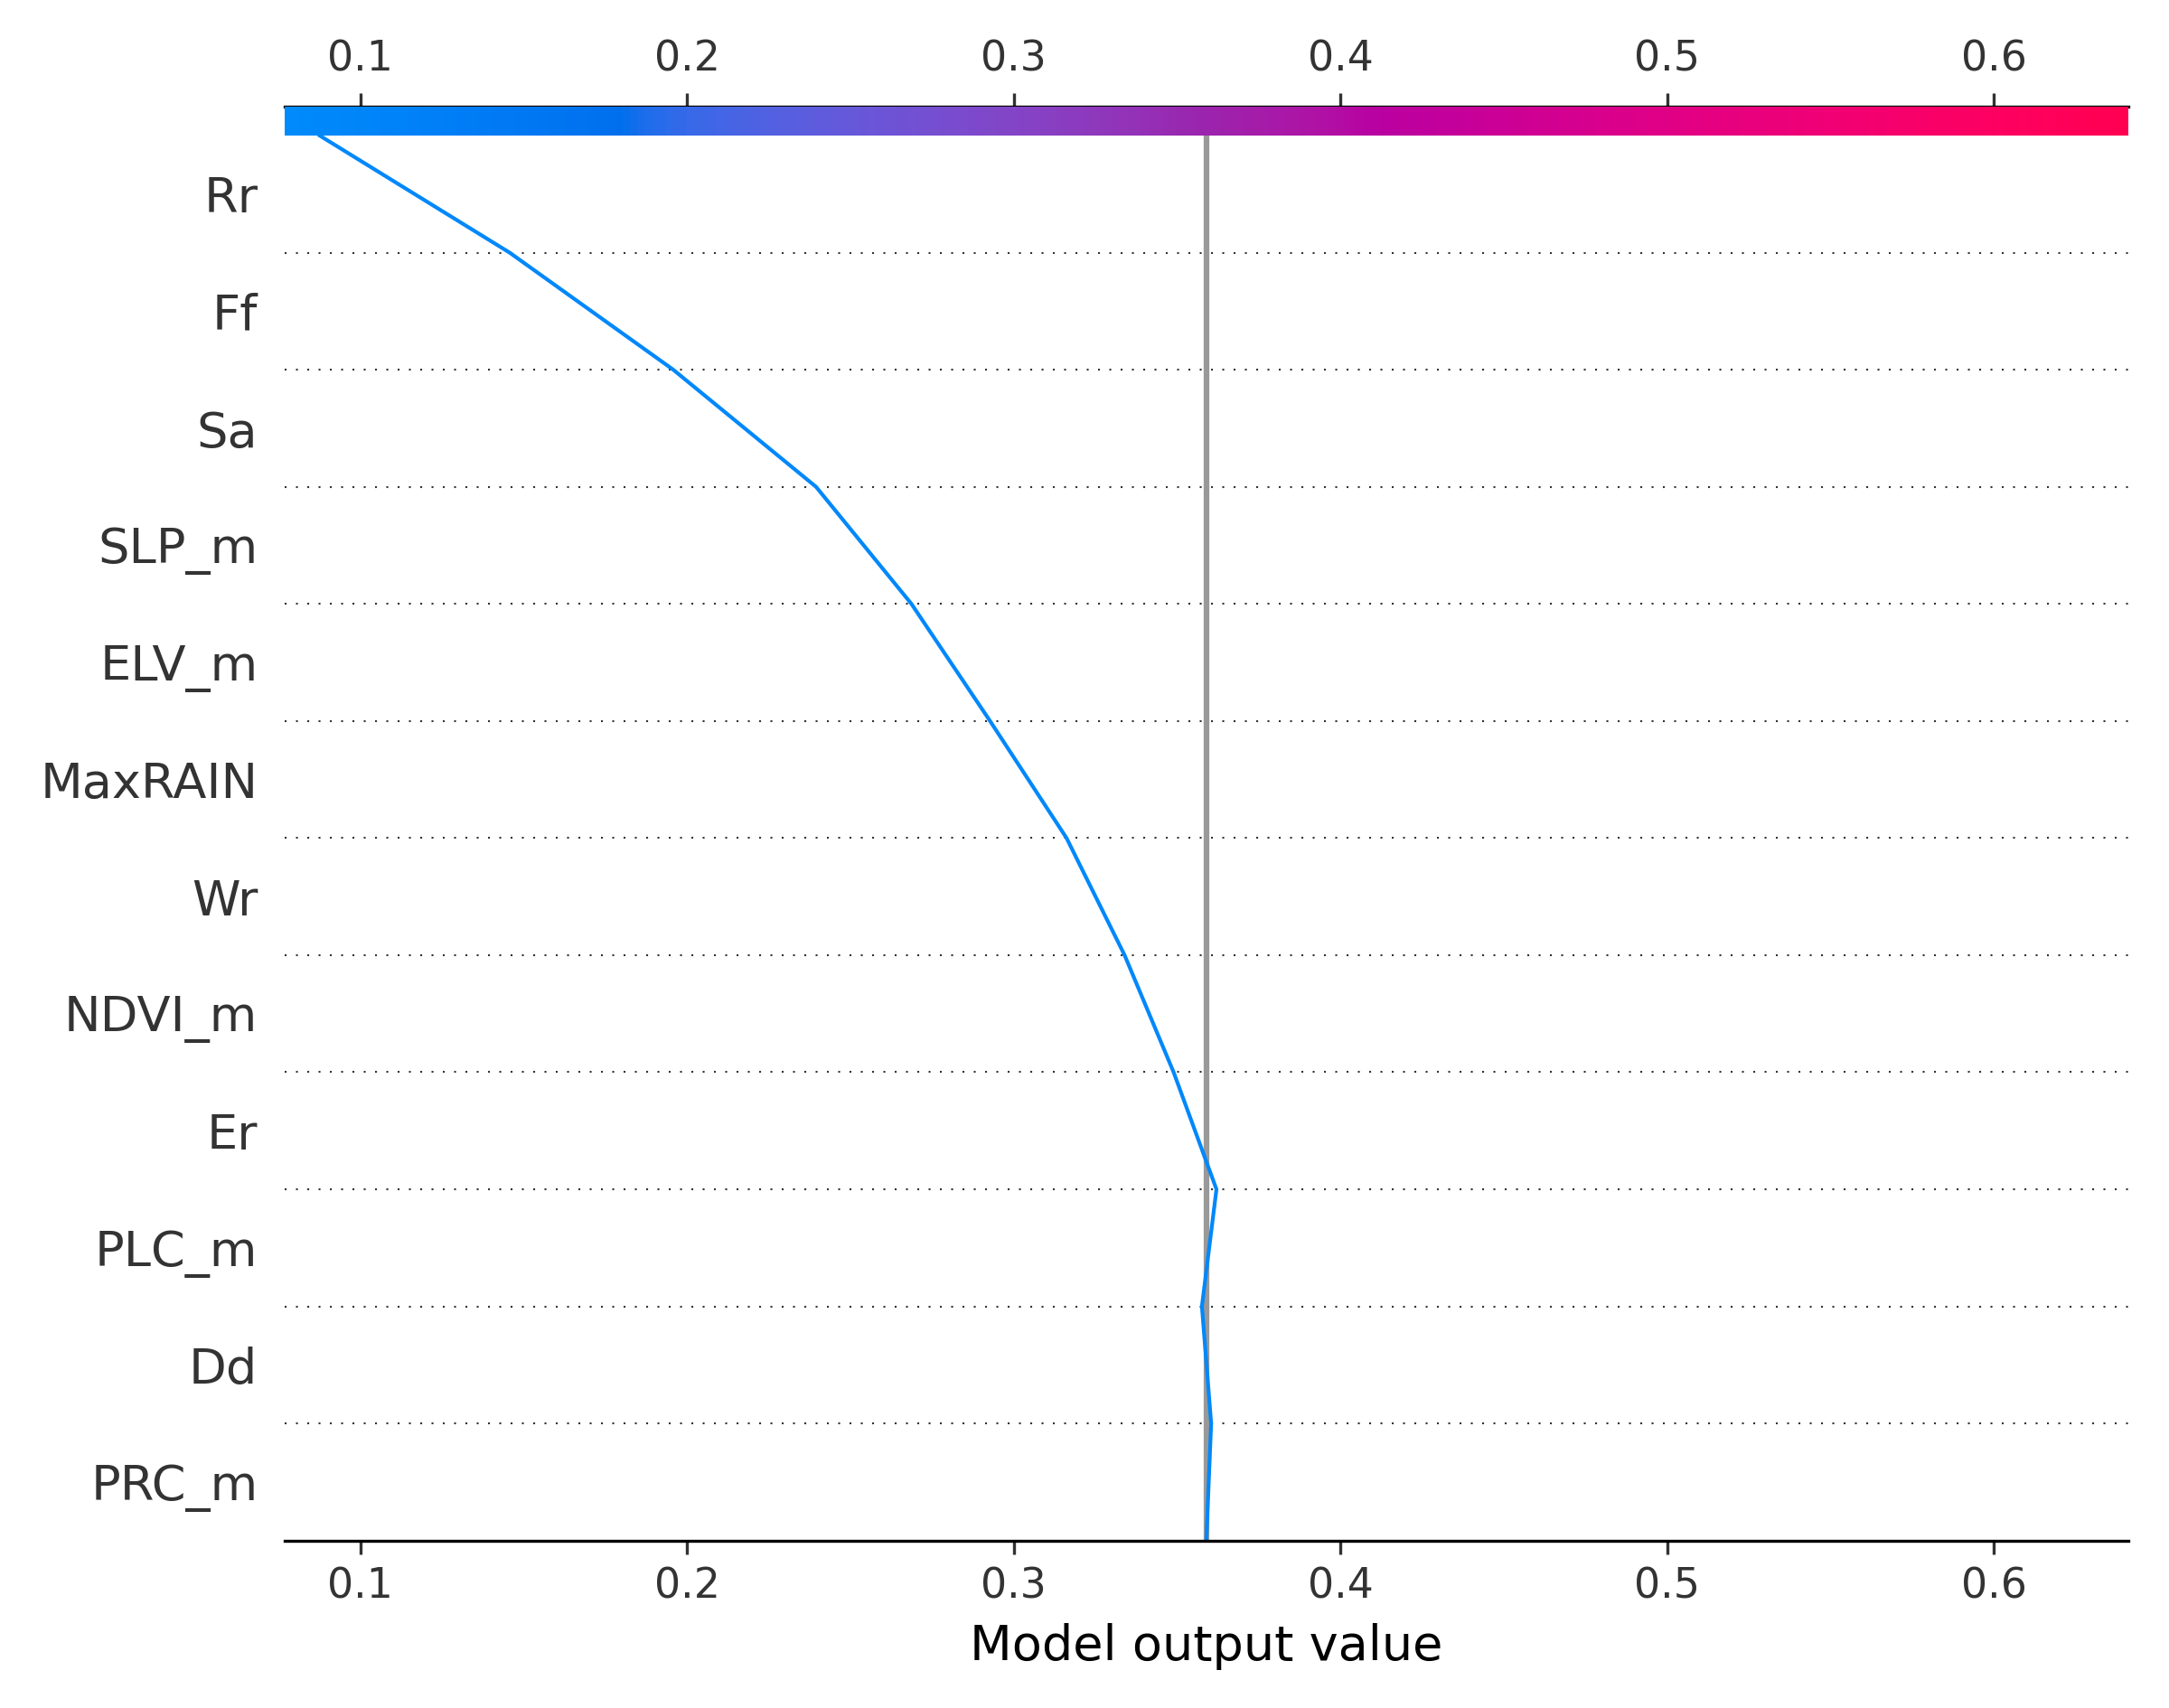 0.1 0.2 0.3 0.4 0.5 0.6
Rr
Ff
Sa
SLP_m
ELV_m
MaxRAIN
Wr
NDVI_m
Er
PLC_m
Dd
PRC_m
0.1 0.2 0.3 0.4 0.5 0.6
Model output value